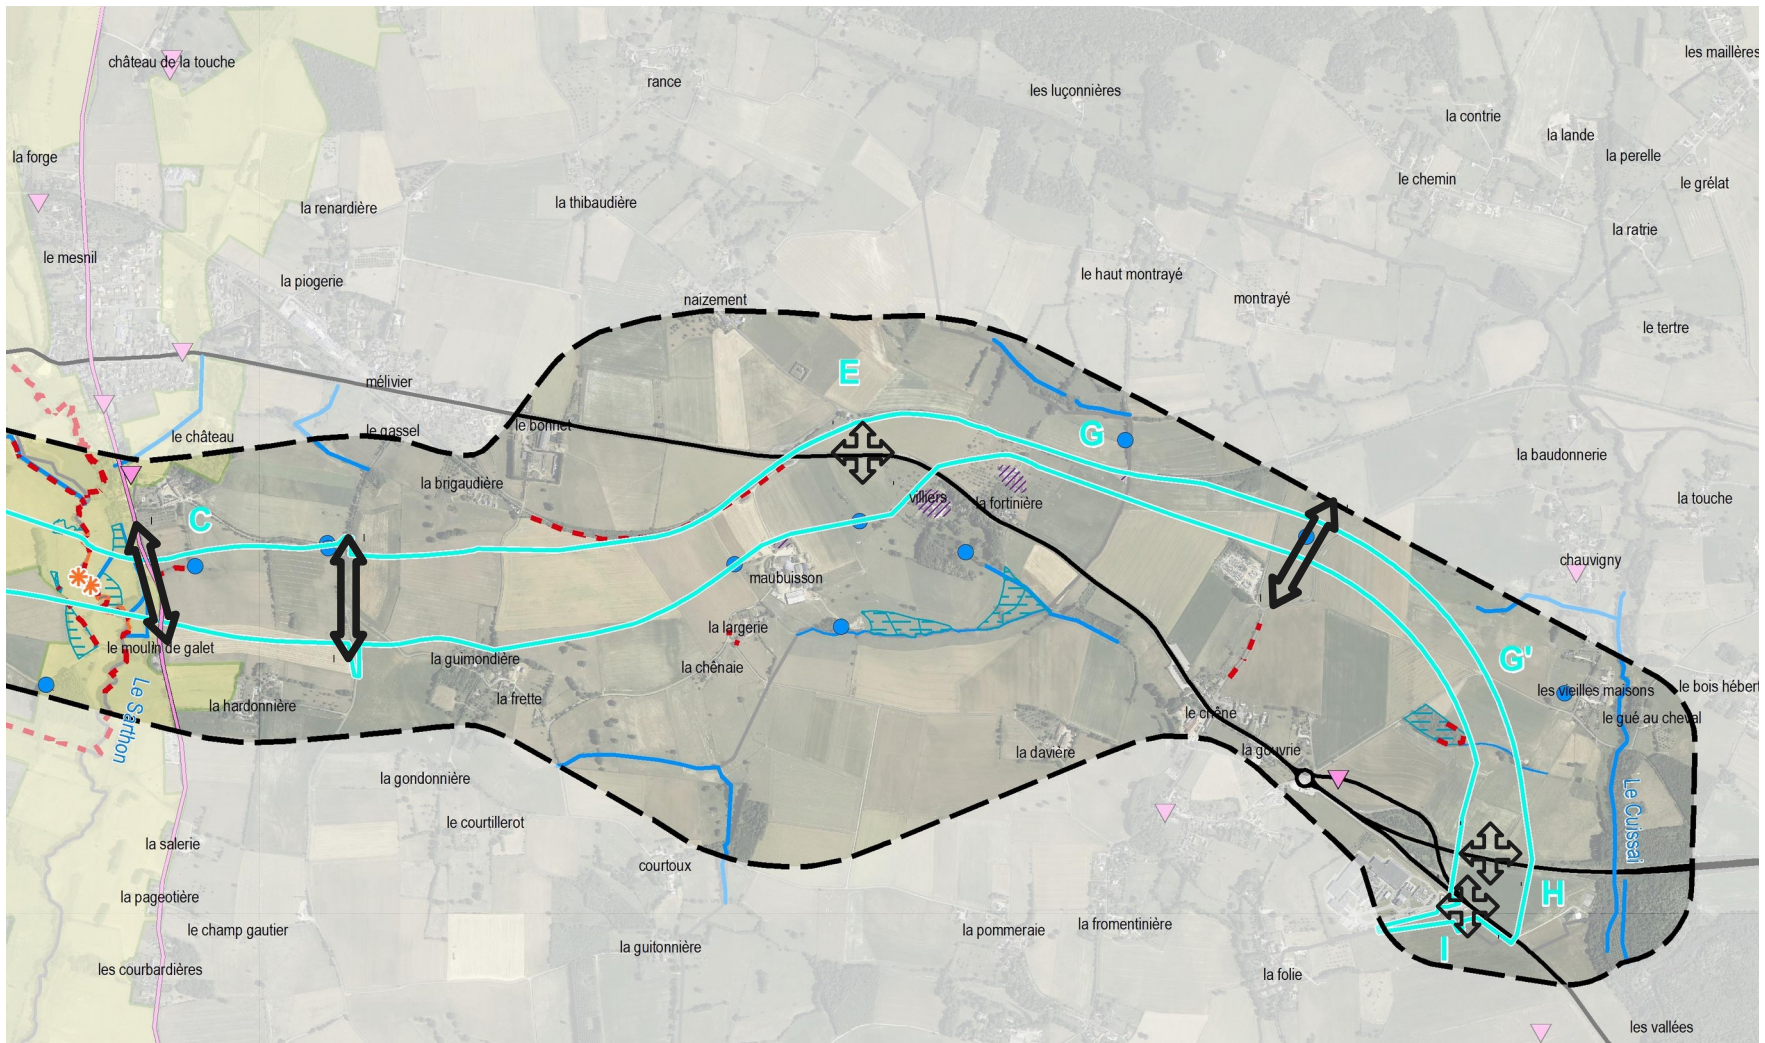 les maillères
château de la touche
rance
les luçonnières
la contrie
la lande
la forge
la perelle
le chemin
le grélat
la renardière
la thibaudière
la ratrie
le mesnil
la piogerie
le haut montrayé
naizement
montrayé
le tertre
E
mélivier
le château
le gassel
le bonnet
G
la baudonnerie
la brigaudière
villiers
la fortinière
la touche
C
chauvigny
maubuisson
la largerie
le moulin de galet
la guimondière
la chênaie
G'
les vieilles maisons
le bois hébert
la hardonnière
la frette
le chêne
le gué au cheval
Le Sarthon
la davière
la gouvrie
la gondonnière
Le Cuissai
le courtillerot
la salerie
courtoux
la pageotière
H
le champ gautier
la pommeraie
la fromentinière
la guitonnière
I
les courbardières
la folie
les vallées